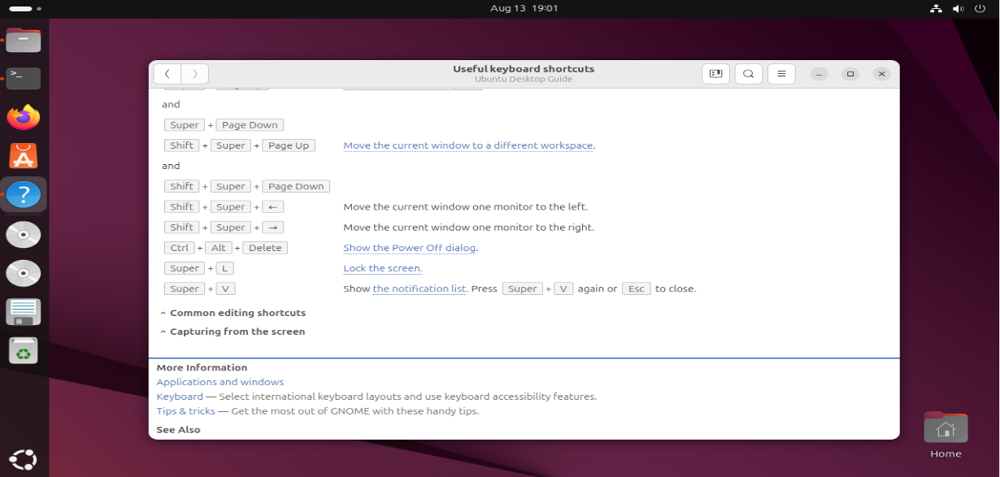 Aug 13 19:01
Useful keyboard shortcuts
Ubuntu Desktop Guide
and
Super + Page Down
Shift + Super + Page Up Move the current window to a different workspace.
and
Shift + Super + Page Down
Shift + Super + ← Move the current window one monitor to the left.
Shift + Super + → Move the current window one monitor to the right.
Ctrl + Alt + Delete Show the Power Off dialog.
Super + L Lock the screen.
Super + V Show the notification list. Press Super + V again or Esc to close.
Common editing shortcuts
Capturing from the screen
More Information
Applications and windows
Keyboard — Select international keyboard layouts and use keyboard accessibility features.
Tips & tricks — Get the most out of GNOME with these handy tips.
See Also
Home